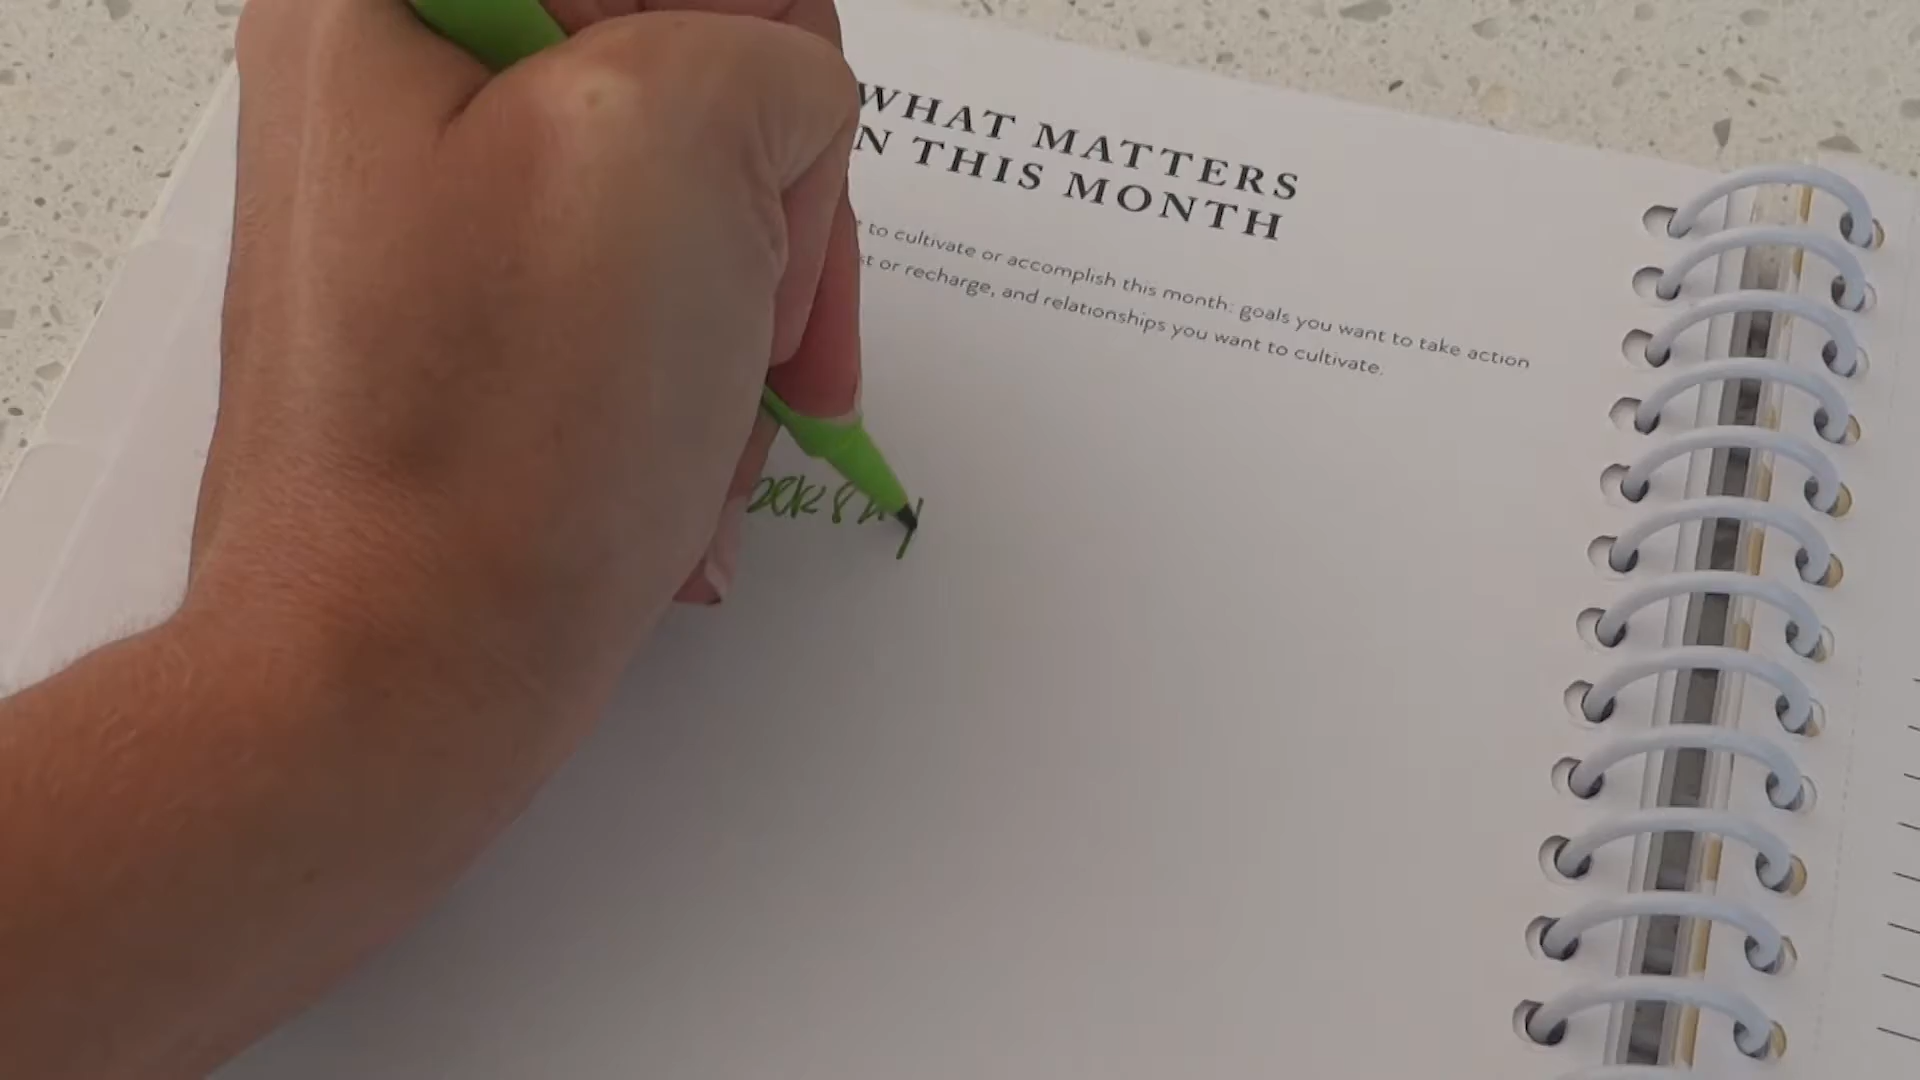 WHAT MATTERS
THIS MONTH
to cultivate or accomplish this month: goals you want to take action
or recharge, and relationships you want to cultivate.